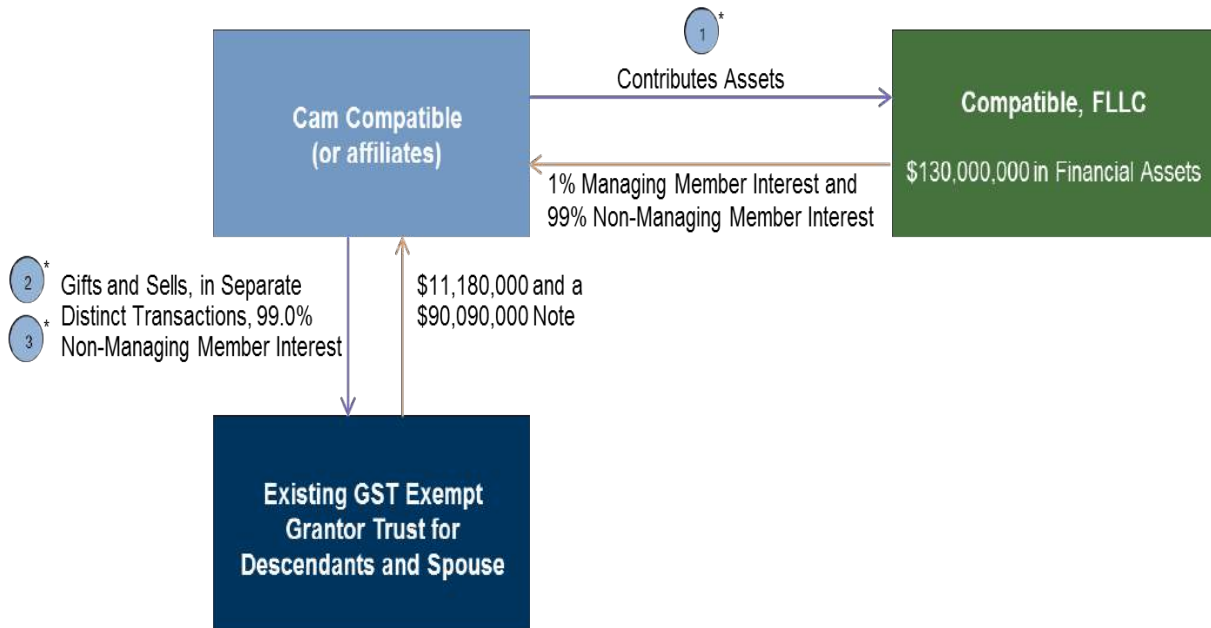 1*
Contributes Assets
Cam Compatible
(or affiliates)
Compatible, FLLC
$130,000,000 in Financial Assets
1% Managing Member Interest and
99% Non-Managing Member Interest
2*
3*
Gifts and Sells, in Separate
Distinct Transactions, 99.0%
Non-Managing Member Interest
$11,180,000 and a
$90,090,000 Note
Existing GST Exempt
Grantor Trust for
Descendants and Spouse